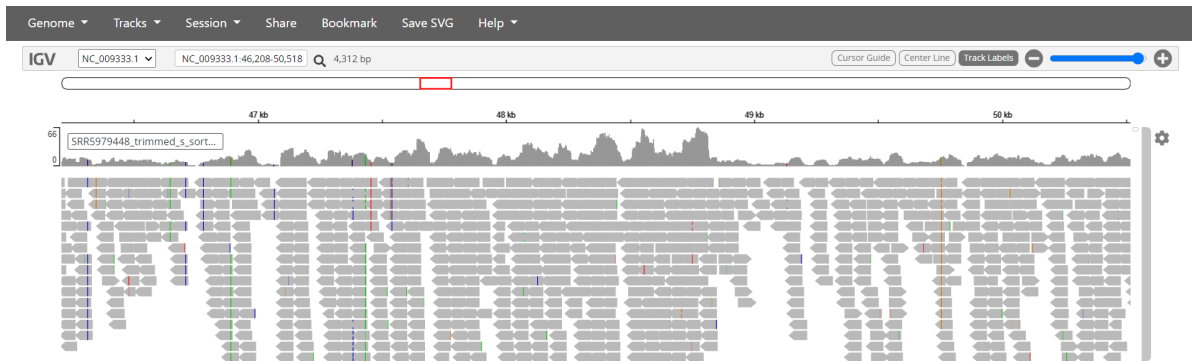 Genome Tracks Session Share Bookmark Save SVG Help
IGV NC_009333.1 NC_009333.1:46,208-50,518 4,312 bp Cursor Guide Center Line Track Labels
47 kb 48 kb 49 kb 50 kb
66
SRR5979448_trimmed_s_sort...
0